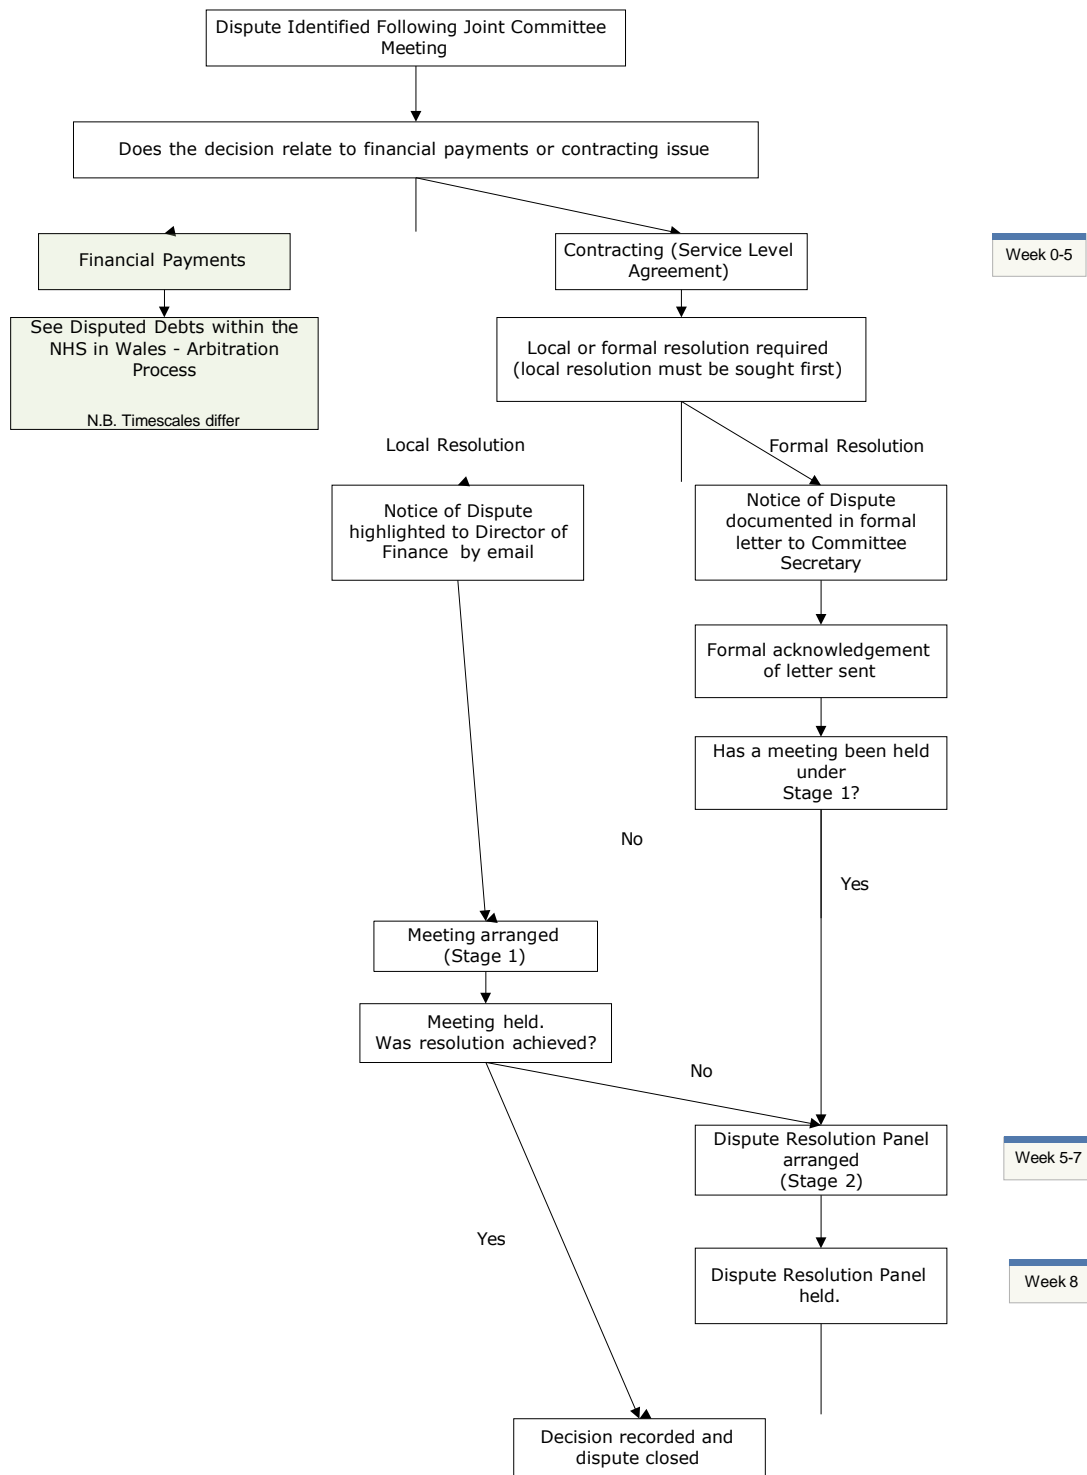 Dispute Identified Following Joint Committee
Meeting
Does the decision relate to financial payments or contracting issue
Financial Payments
Contracting (Service Level
Agreement)
Week 0-5
See Disputed Debts within the
NHS in Wales - Arbitration
Process
N.B. Timescales differ
Local or formal resolution required
(local resolution must be sought first)
Local Resolution
Formal Resolution
Notice of Dispute
highlighted to Director of
Finance by email
Notice of Dispute
documented in formal
letter to Committee
Secretary
Formal acknowledgement
of letter sent
Has a meeting been held
under
Stage 1?
No
Yes
Meeting arranged
(Stage 1)
Meeting held.
Was resolution achieved?
No
Dispute Resolution Panel
arranged
(Stage 2)
Week 5-7
Yes
Dispute Resolution Panel
held.
Week 8
Decision recorded and
dispute closed